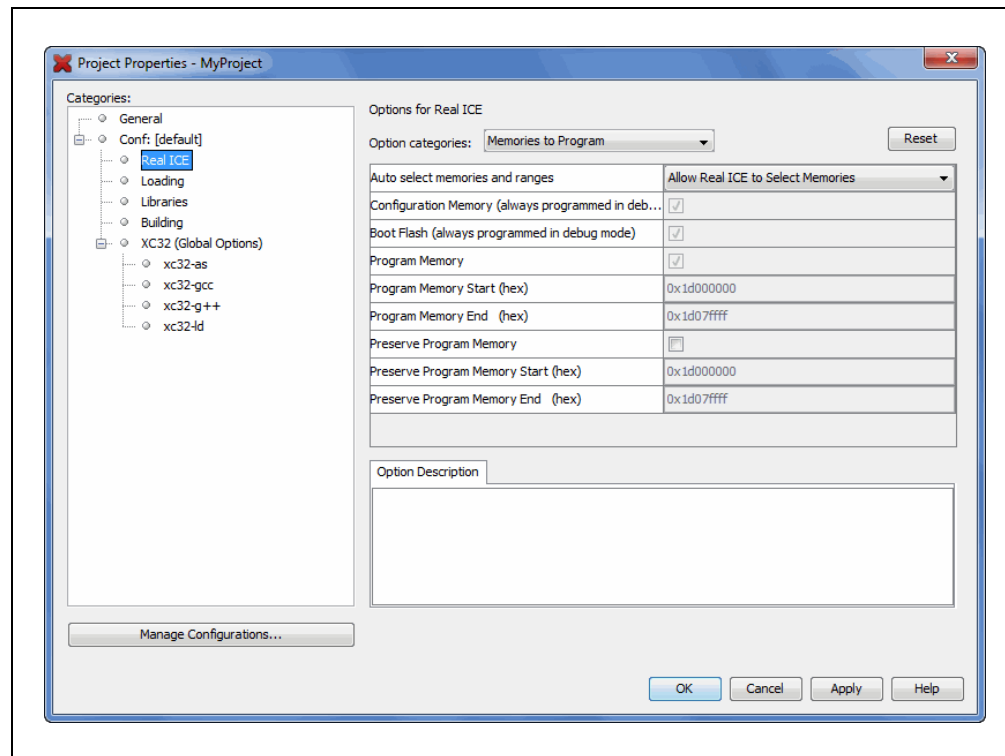 Project Properties - MyProject
Categories:
General
Conf: [default]
Real ICE
Loading
Libraries
Building
XC32 (Global Options)
xc32-as
xc32-gcc
xc32-g++
xc32-ld
Manage Configurations...
Options for Real ICE
Option categories: Memories to Program Reset
Auto select memories and ranges Allow Real ICE to Select Memories
Configuration Memory (always programmed in deb...
Boot Flash (always programmed in debug mode)
Program Memory
Program Memory Start (hex) 0x1d000000
Program Memory End (hex) 0x1d07ffff
Preserve Program Memory
Preserve Program Memory Start (hex) 0x1d000000
Preserve Program Memory End (hex) 0x1d07ffff
Option Description
OK Cancel Apply Help